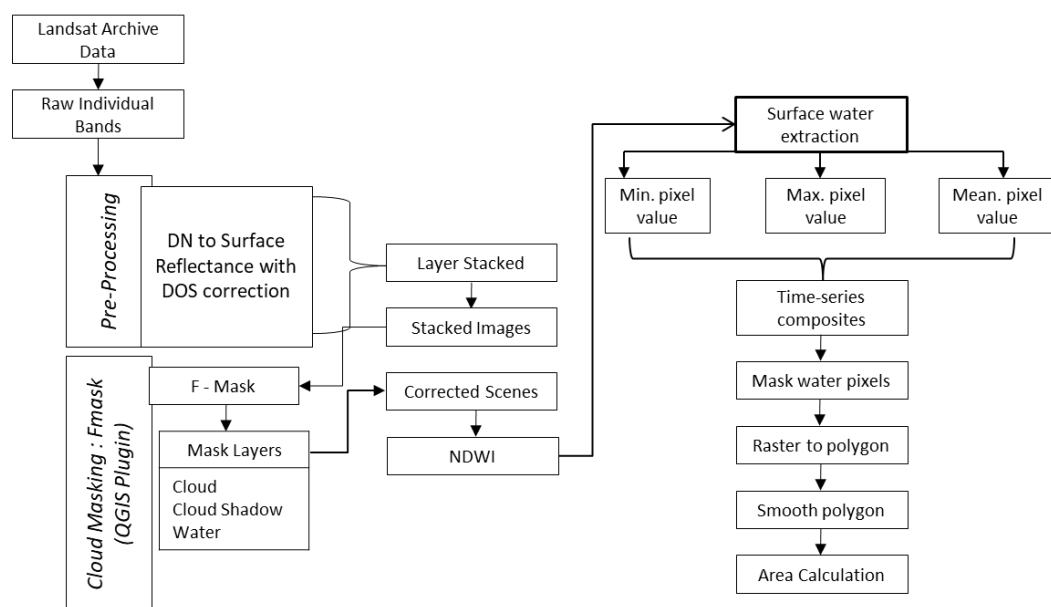 Landsat Archive
Data
Raw Individual
Bands
Pre-Processing
DN to Surface
Reflectance with
DOS correction
Layer Stacked
Stacked Images
Cloud Masking : Fmask
(QGIS Plugin)
F - Mask
Mask Layers
Cloud
Cloud Shadow
Water
Corrected Scenes
NDWI
Surface water
extraction
Min. pixel
value
Max. pixel
value
Mean. pixel
value
Time-series
composites
Mask water pixels
Raster to polygon
Smooth polygon
Area Calculation